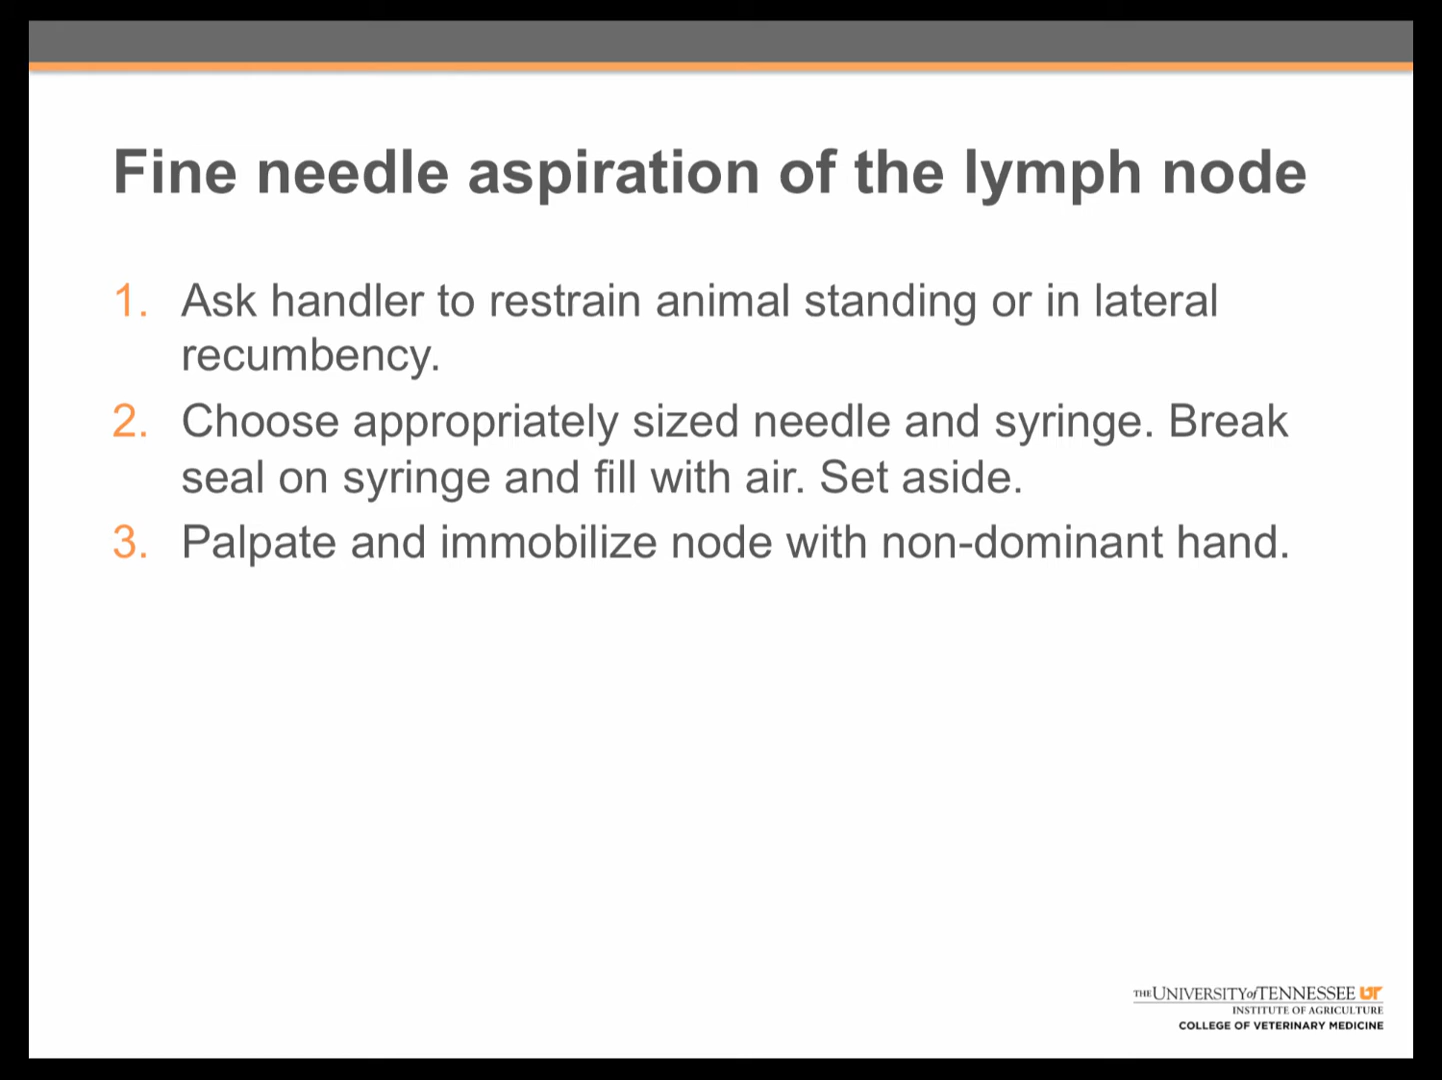 Fine needle aspiration of the lymph node
1. Ask handler to restrain animal standing or in lateral
recumbency.
2. Choose appropriately sized needle and syringe. Break
seal on syringe and fill with air. Set aside.
3. Palpate and immobilize node with non-dominant hand.
THE UNIVERSITY of TENNESSEE UT
INSTITUTE OF AGRICULTURE
COLLEGE OF VETERINARY MEDICINE